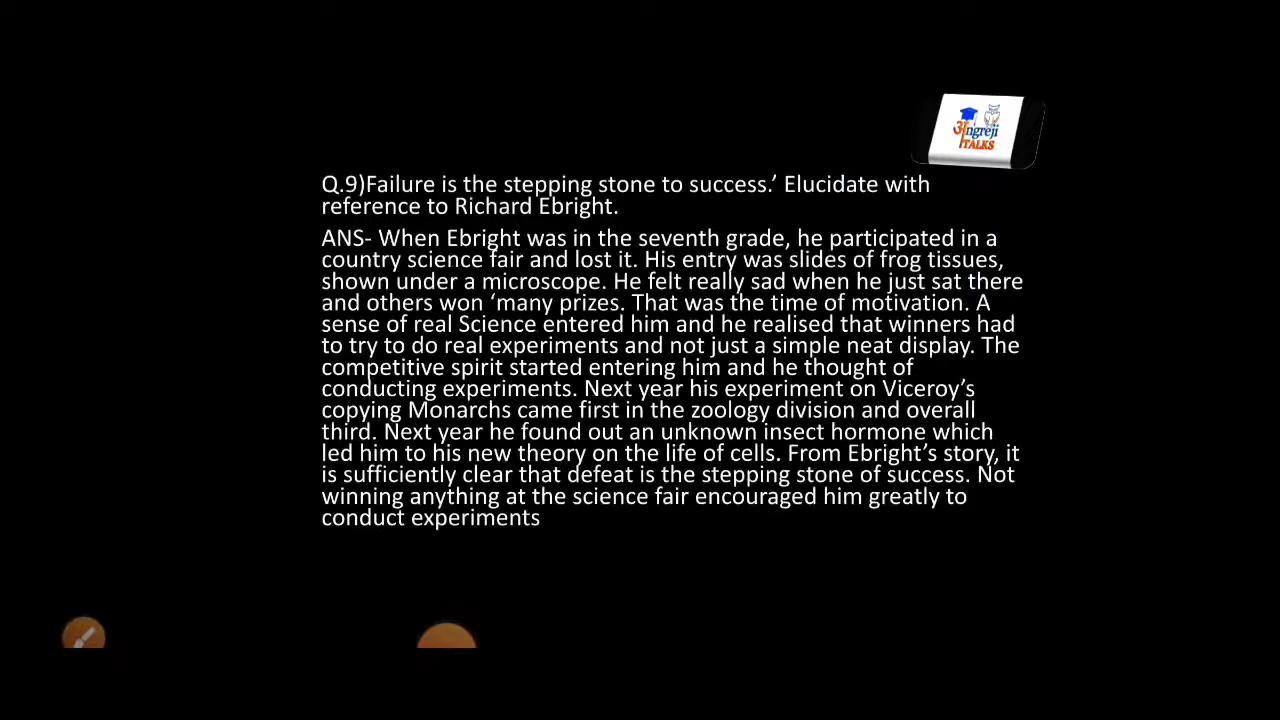 अंngreji
TALKS
Q.9)Failure is the stepping stone to success.’ Elucidate with
reference to Richard Ebright.
ANS- When Ebright was in the seventh grade, he participated in a
country science fair and lost it. His entry was slides of frog tissues,
shown under a microscope. He felt really sad when he just sat there
and others won ‘many prizes. That was the time of motivation. A
sense of real Science entered him and he realised that winners had
to try to do real experiments and not just a simple neat display. The
competitive spirit started entering him and he thought of
conducting experiments. Next year his experiment on Viceroy’s
copying Monarchs came first in the zoology division and overall
third. Next year he found out an unknown insect hormone which
led him to his new theory on the life of cells. From Ebright’s story, it
is sufficiently clear that defeat is the stepping stone of success. Not
winning anything at the science fair encouraged him greatly to
conduct experiments